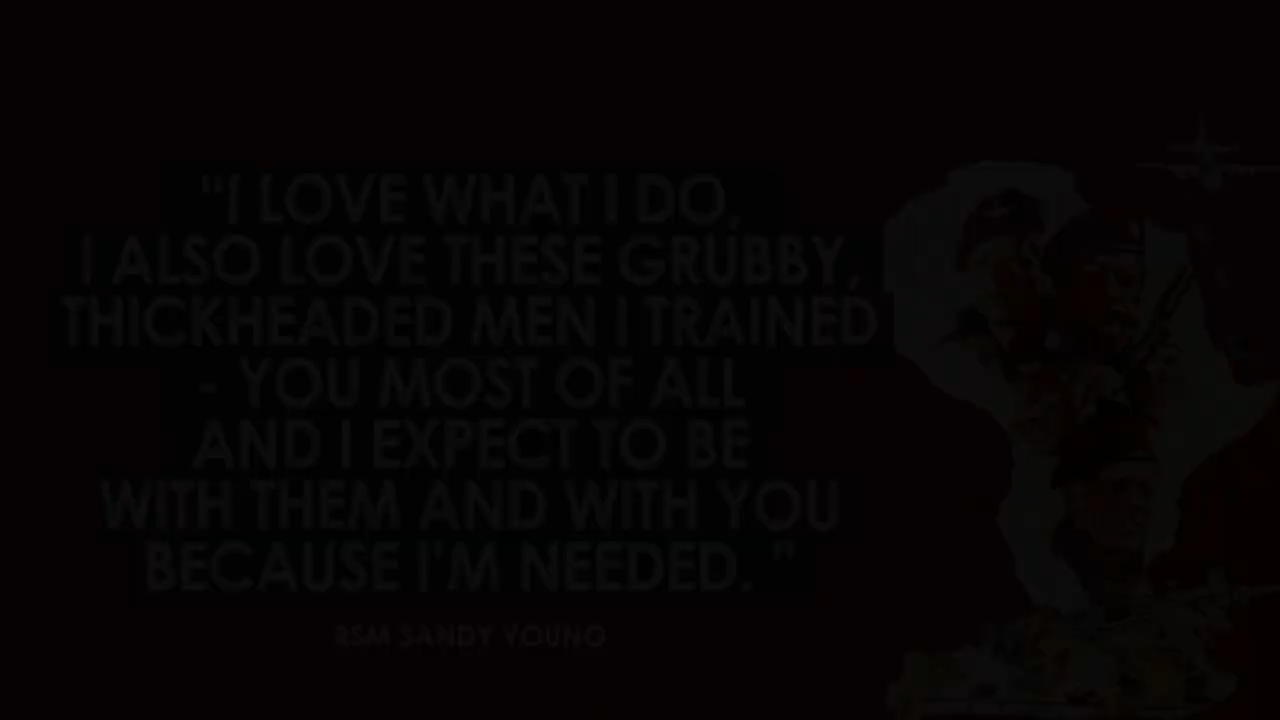 "I LOVE WHAT I DO,
I ALSO LOVE THESE GRUBBY,
THICKHEADED MEN I TRAINED
- YOU MOST OF ALL
AND I EXPECT TO BE
WITH THEM AND WITH YOU
BECAUSE I'M NEEDED. "
RSM SANDY YOUNG